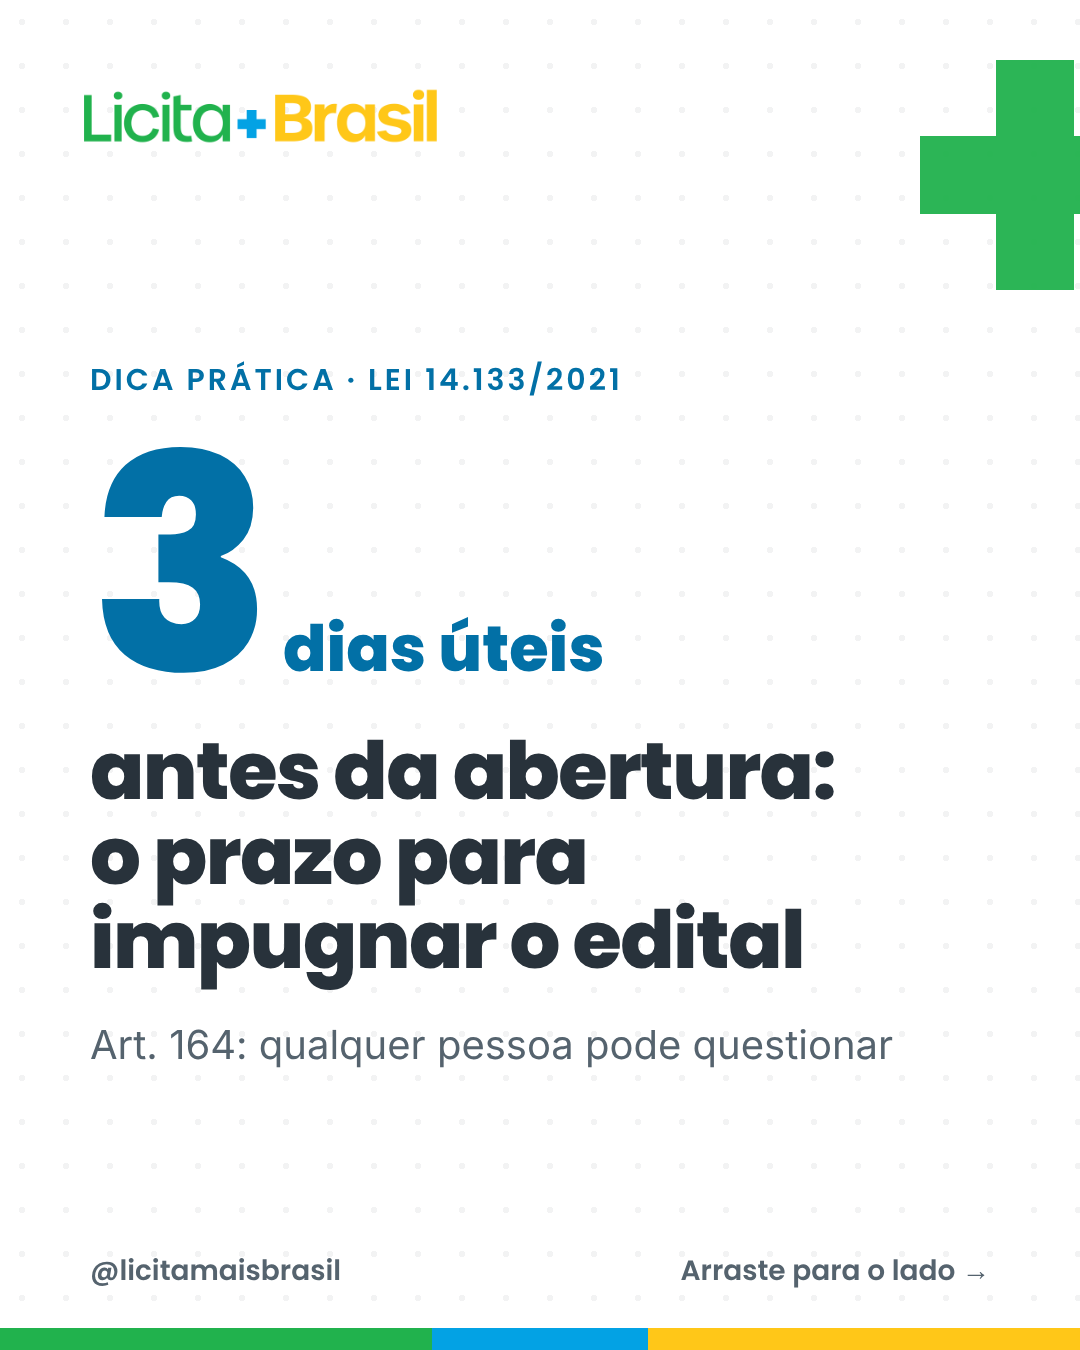 Licita+Brasil
DICA PRÁTICA · LEI 14.133/2021
3 dias úteis
antes da abertura:
o prazo para
impugnar o edital
Art. 164: qualquer pessoa pode questionar
@licitamaisbrasil
Arraste para o lado →